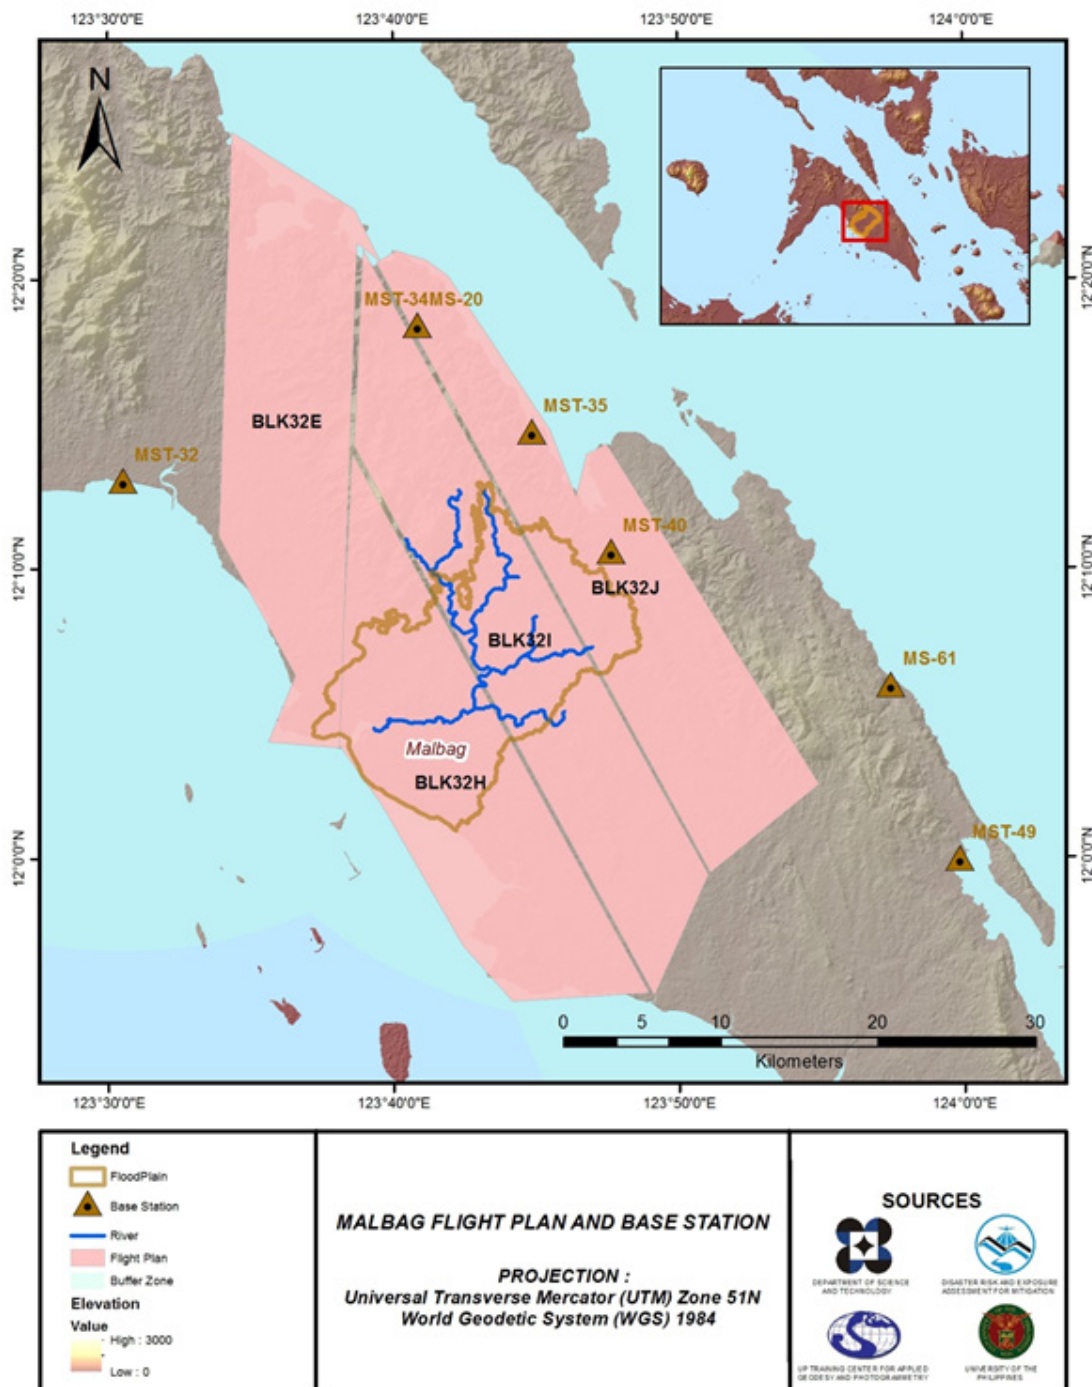 123°30'0"E
123°40'0"E
123°50'0"E
124°0'0"E
N
12°20'0"N
12°20'0"N
MST-34MS-20
MST-35
BLK32E
MST-32
MST-40
12°10'0"N
12°10'0"N
BLK32J
BLK32I
MS-61
Malbag
BLK32H
MST-49
12°0'0"N
12°0'0"N
0 5 10 20 30
Kilometers
123°30'0"E
123°40'0"E
123°50'0"E
124°0'0"E
Legend
FloodPlain
Base Station
River
Flight Plan
Buffer Zone
Elevation
Value
High : 3000
Low : 0
MALBAG FLIGHT PLAN AND BASE STATION
PROJECTION :
Universal Transverse Mercator (UTM) Zone 51N
World Geodetic System (WGS) 1984
SOURCES
DEPARTMENT OF SCIENCE
AND TECHNOLOGY
DISASTER RISK AND EXPOSURE
ASSESSMENT FOR MITIGATION
UP TRAINING CENTER FOR APPLIED
GEODESY AND PHOTOGRAMMETRY
UNIVERSITY OF THE
PHILIPPINES